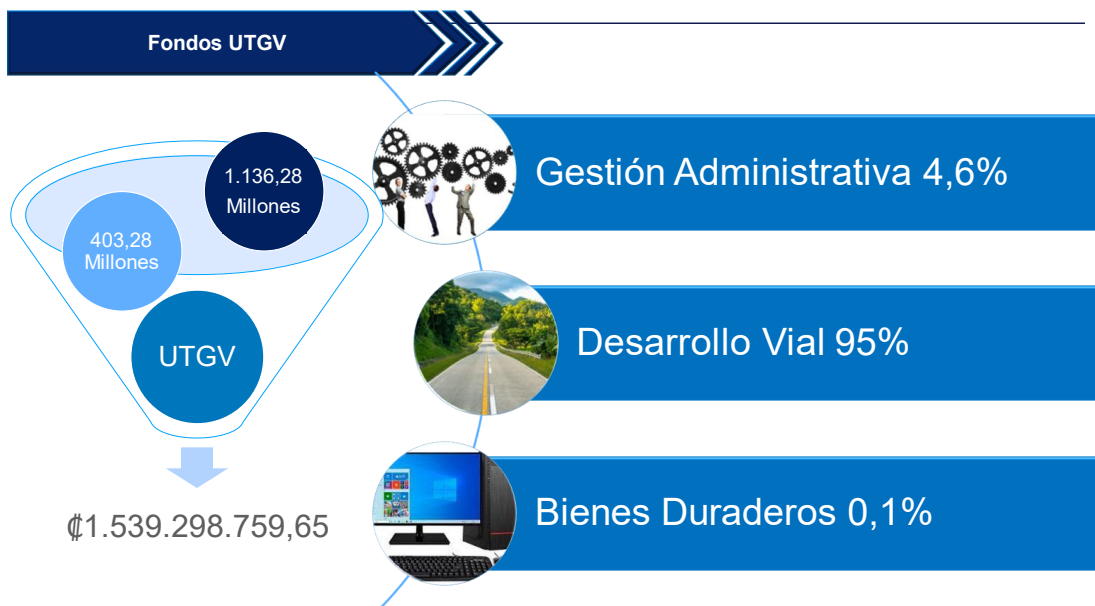 Fondos UTGV
1.136,28
Millones
403,28
Millones
UTGV
₡1.539.298.759,65
Gestión Administrativa 4,6%
Desarrollo Vial 95%
Bienes Duraderos 0,1%